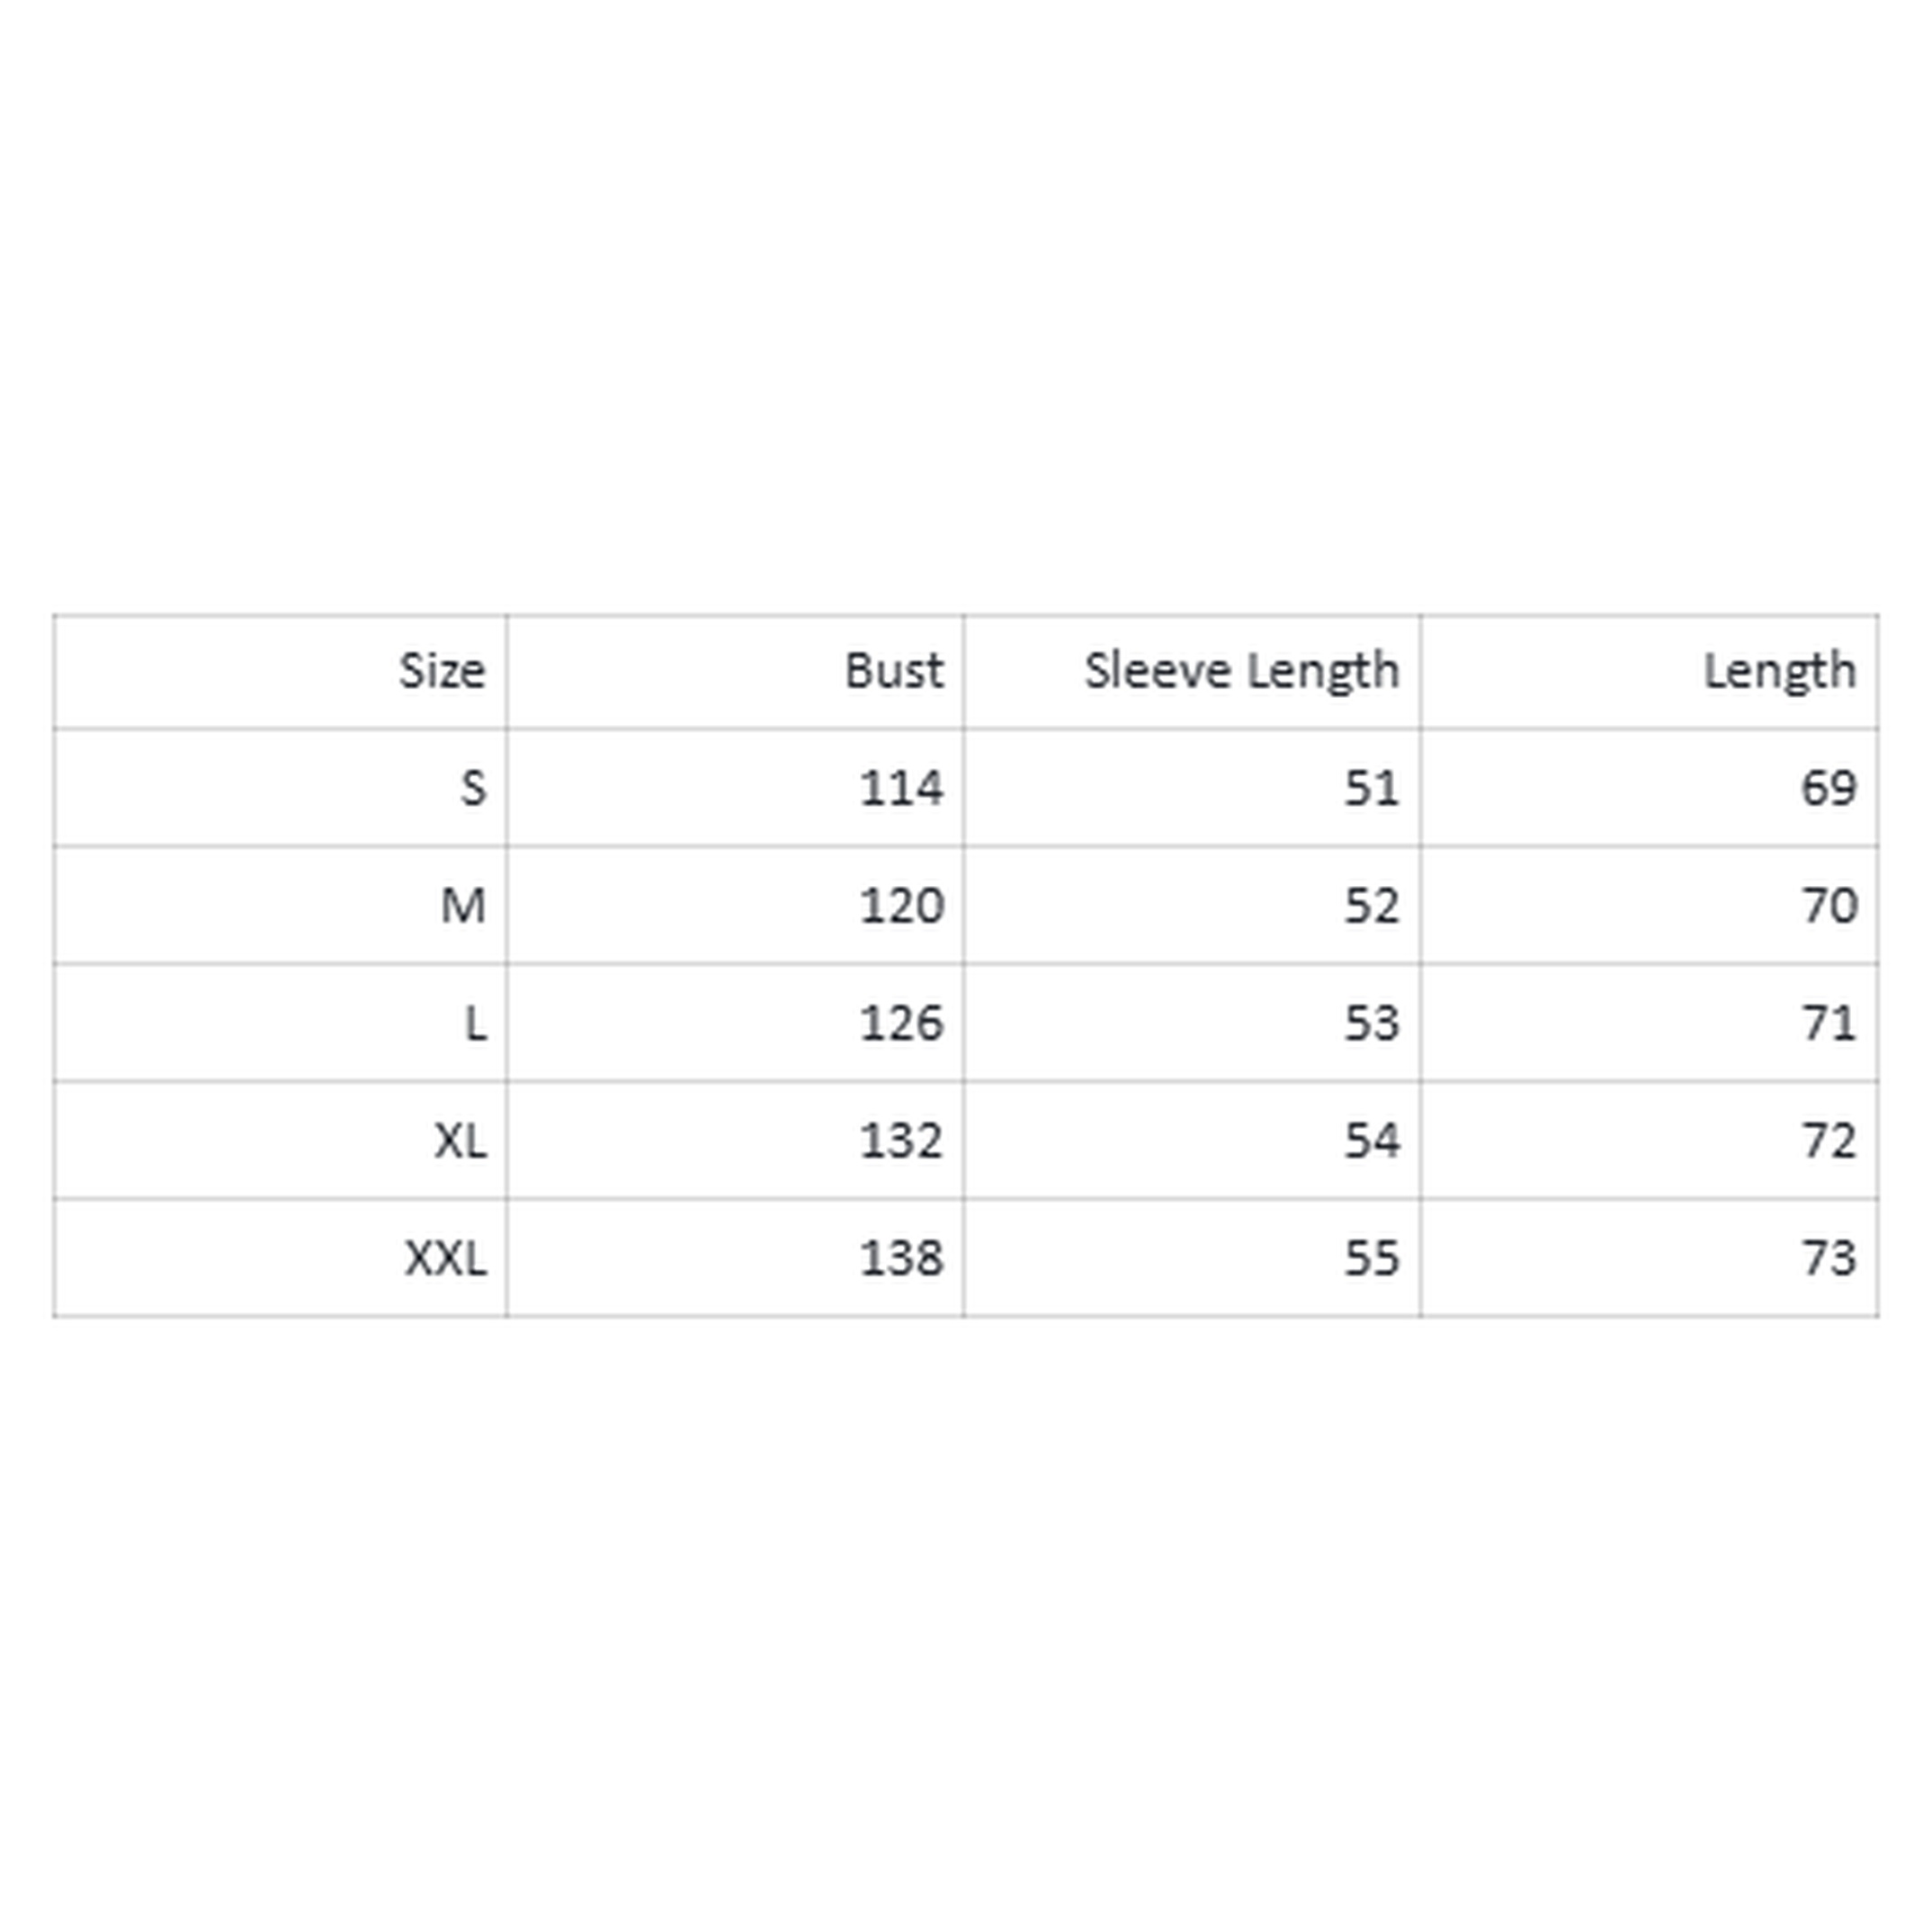 Size Bust Sleeve Length Length
S 114 51 69
M 120 52 70
L 126 53 71
XL 132 54 72
XXL 138 55 73